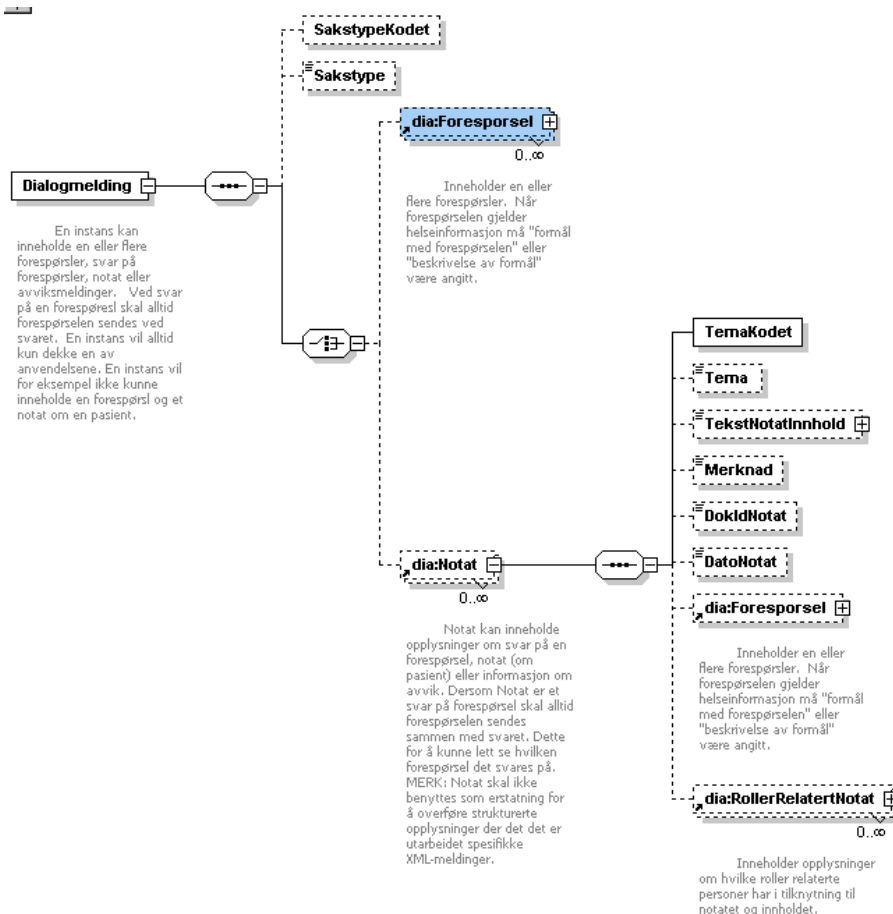 SakstypeKodet
Sakstype
dia:Foresporsel
0..∞
Inneholder en eller
flere forespørsler. Når
forespørselen gjelder
helseinformasjon må "formål
med forespørselen" eller
"beskrivelse av formål"
være angitt.
Dialogmelding
En instans kan
inneholde en eller flere
forespørsler, svar på
forespørsler, notat eller
avviksmeldinger. Ved svar
på en forespøresl skal alltid
forespørselen sendes ved
svaret. En instans vil alltid
kun dekke en av
anvendelsene. En instans vil
for eksempel ikke kunne
inneholde en forespørsl og et
notat om en pasient.
TemaKodet
Tema
TekstNotatInnhold
Merknad
DokIdNotat
DatoNotat
dia:Foresporsel
Inneholder en eller
flere forespørsler. Når
forespørselen gjelder
helseinformasjon må "formål
med forespørselen" eller
"beskrivelse av formål"
være angitt.
dia:RollerRelatertNotat
0..∞
Inneholder opplysninger
om hvilke roller relaterte
personer har i tilknytning til
notatet og innholdet.
dia:Notat
0..∞
Notat kan inneholde
opplysninger om svar på en
forespørsel, notat (om
pasient) eller informasjon om
avvik. Dersom Notat er et
svar på forespørsel skal alltid
forespørselen sendes
sammen med svaret. Dette
for å kunne lett se hvilken
forespørsel det svares på.
MERK: Notat skal ikke
benyttes som erstatning for
å overføre strukturerte
opplysninger der det det er
utarbeidet spesifikke
XML-meldinger.